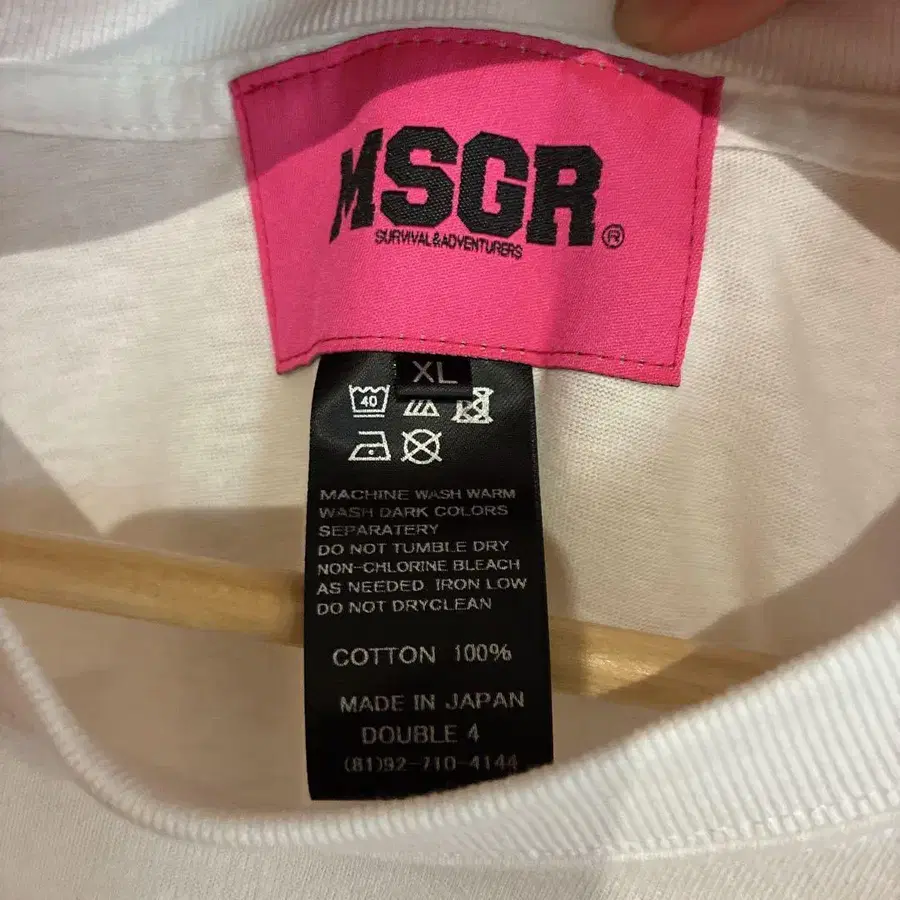 MSGR®
SURVIVAL&ADVENTURERS
XL
40
MACHINE WASH WARM
WASH DARK COLORS
SEPARATERY
DO NOT TUMBLE DRY
NON-CHLORINE BLEACH
AS NEEDED IRON LOW
DO NOT DRYCLEAN
COTTON 100%
MADE IN JAPAN
DOUBLE 4
(81)92-710-4144